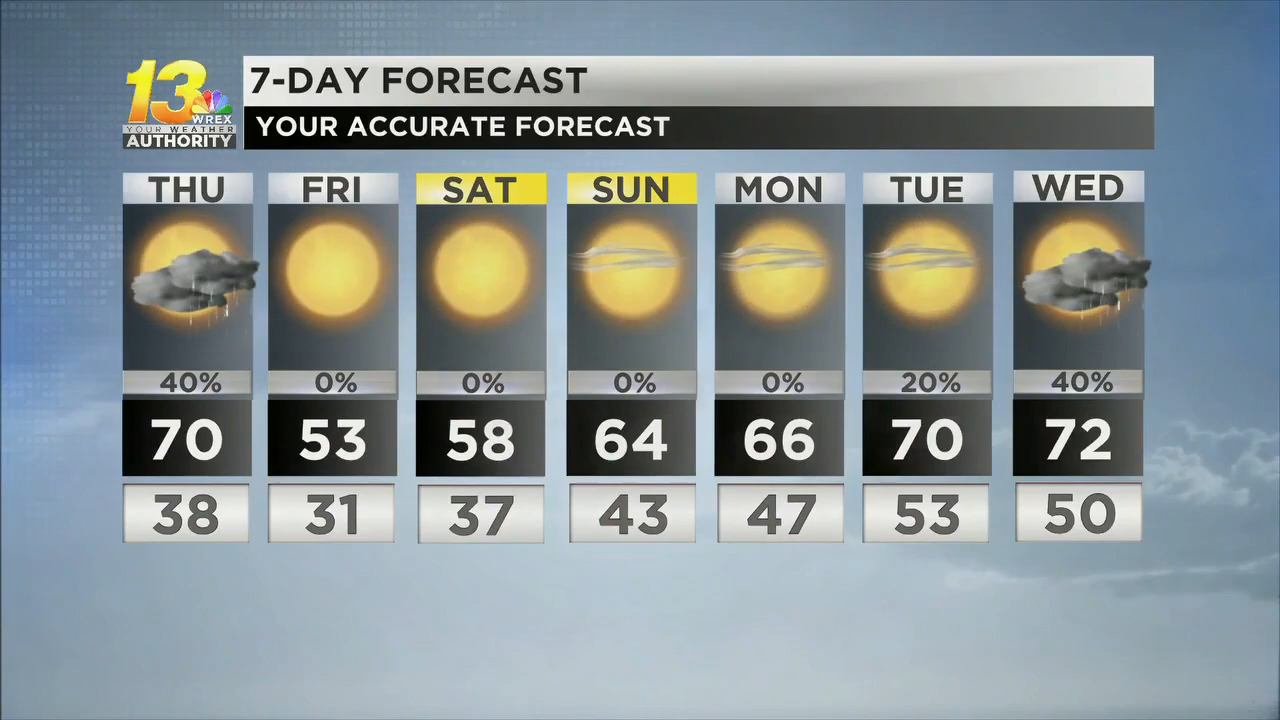 13
WREX
YOUR WEATHER
AUTHORITY
7-DAY FORECAST
YOUR ACCURATE FORECAST
THU FRI SAT SUN MON TUE WED
40% 0% 0% 0% 0% 20% 40%
70 53 58 64 66 70 72
38 31 37 43 47 53 50